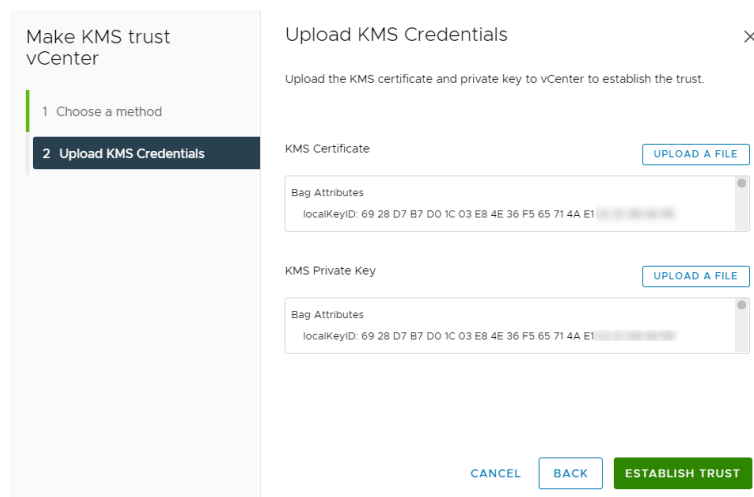 Make KMS trust
vCenter
1 Choose a method
2 Upload KMS Credentials
Upload KMS Credentials
Upload the KMS certificate and private key to vCenter to establish the trust.
KMS Certificate
UPLOAD A FILE
Bag Attributes
localKeyID: 69 28 D7 B7 D0 1C 03 E8 4E 36 F5 65 71 4A E1
KMS Private Key
UPLOAD A FILE
Bag Attributes
localKeyID: 69 28 D7 B7 D0 1C 03 E8 4E 36 F5 65 71 4A E1
CANCEL
BACK
ESTABLISH TRUST